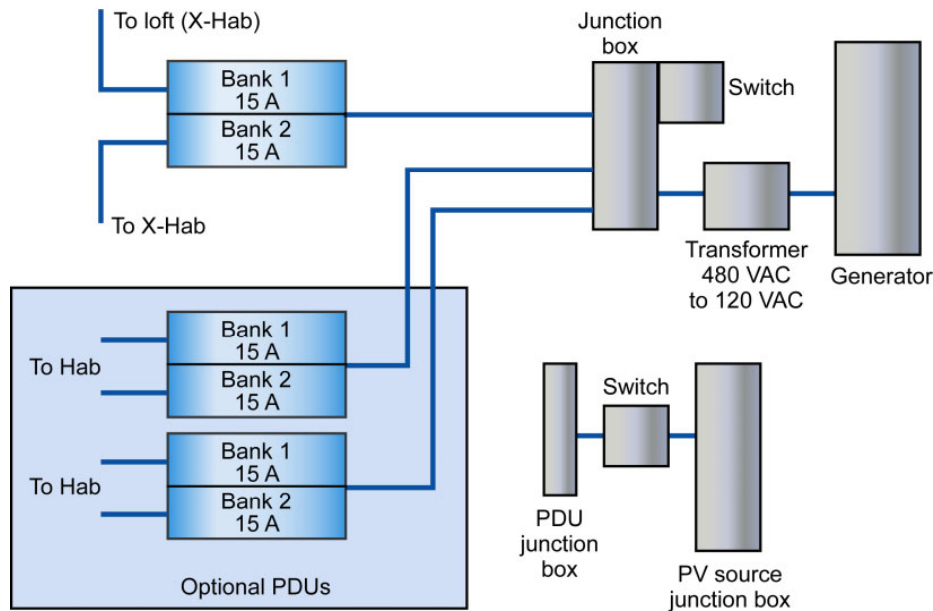 To loft (X-Hab)
Bank 1
15 A
Bank 2
15 A
To X-Hab
Junction
box
Switch
Transformer
480 VAC
to 120 VAC
Generator
To Hab
Bank 1
15 A
Bank 2
15 A
To Hab
Bank 1
15 A
Bank 2
15 A
Optional PDUs
Switch
PDU
junction
box
PV source
junction box